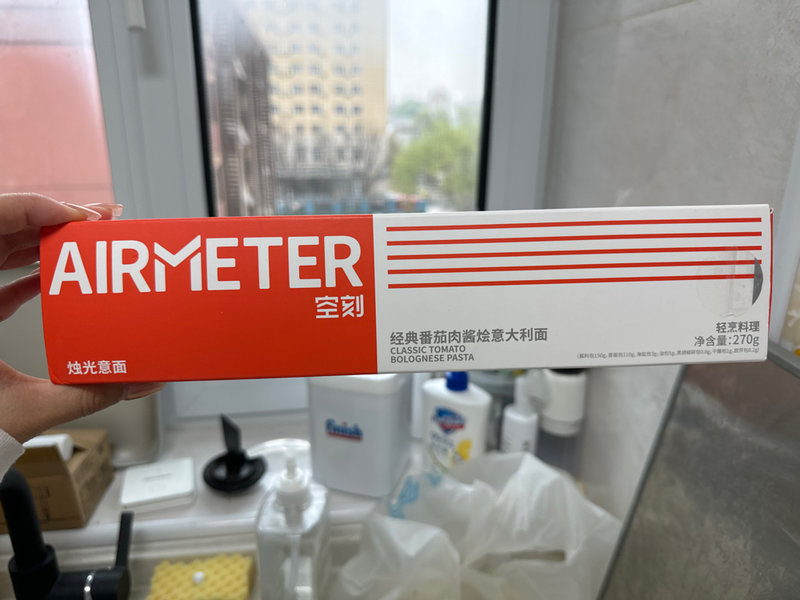 AIRMETER
空刻
烛光意面
经典番茄肉酱烩意大利面
CLASSIC TOMATO
BOLOGNESE PASTA
轻烹料理
净含量:270g
finish